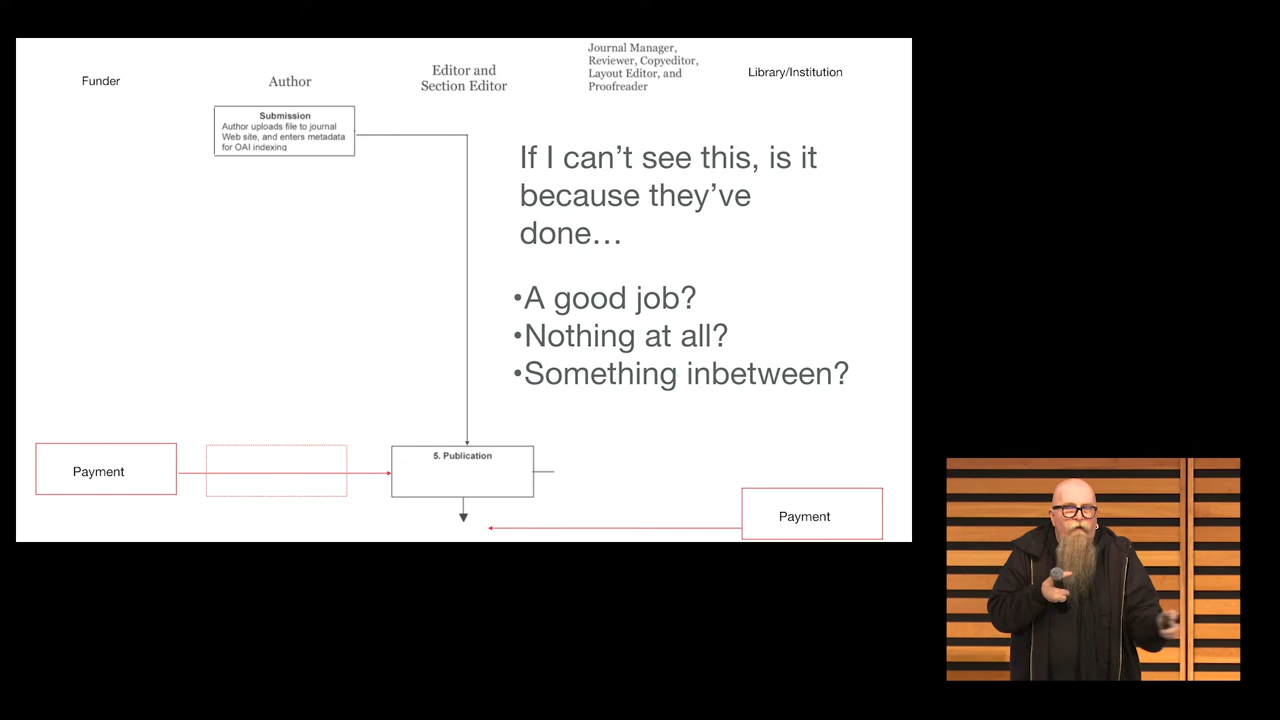 Funder
Author
Editor and
Section Editor
Journal Manager,
Reviewer, Copyeditor,
Layout Editor, and
Proofreader
Library/Institution
Submission
Author uploads file to journal
Web site, and enters metadata
for OAI indexing
If I can’t see this, is it
because they’ve
done…
•A good job?
•Nothing at all?
•Something inbetween?
Payment
5. Publication
Payment